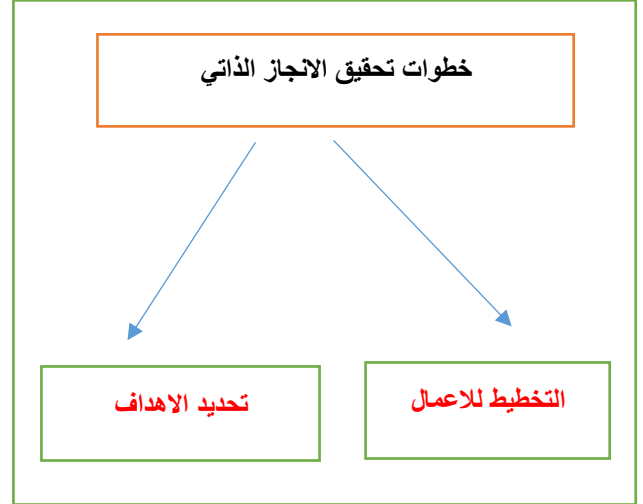 خطوات تحقيق الانجاز الذاتي
التخطيط للاعمال
تحديد الاهداف